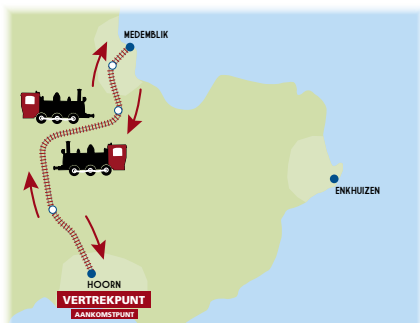 MEDEMBLIK
ENKHUIZEN
HOORN
VERTREKPUNT
AANKOMSTPUNT